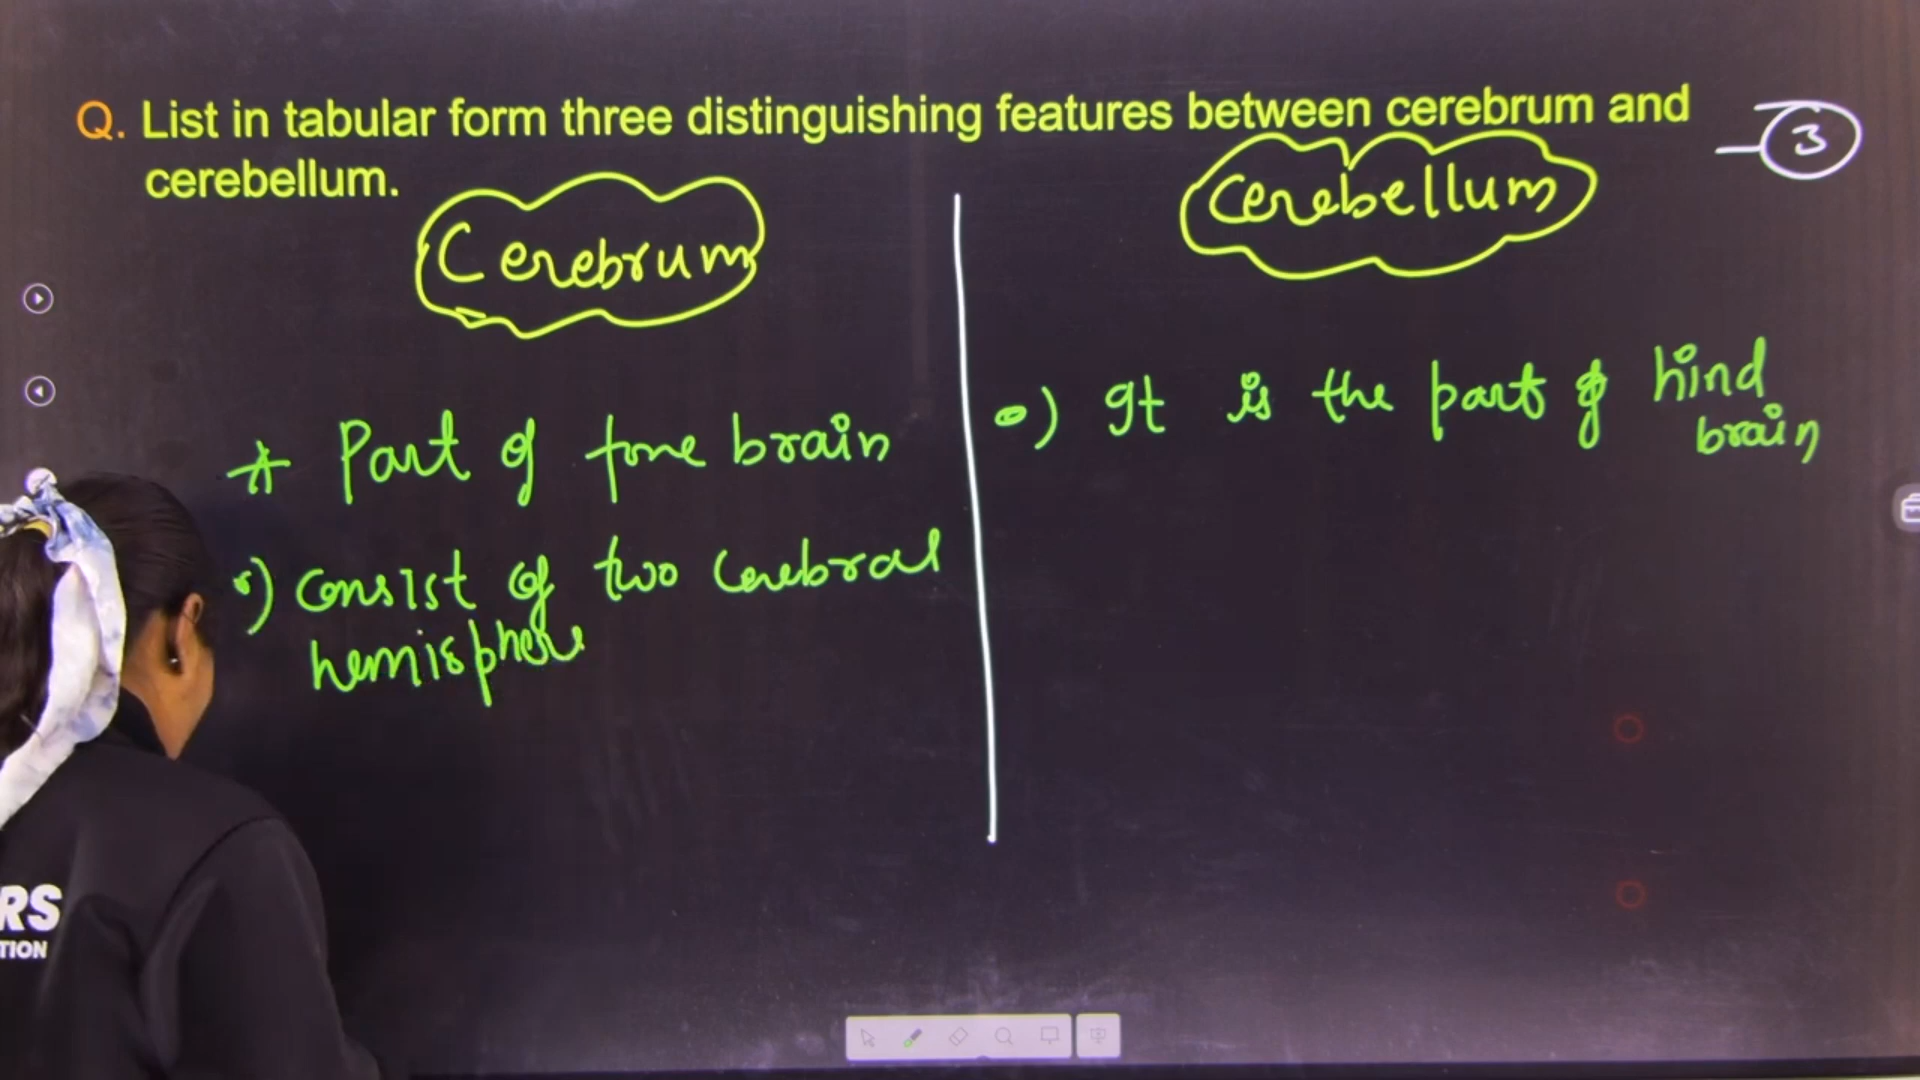 Q. List in tabular form three distinguishing features between cerebrum and
cerebellum.
3
Cerebrum
Cerebellum
* Part of fore brain
•) Consist of two Cerebral
hemisphere
•) It is the part of hind
brain
RS
TION